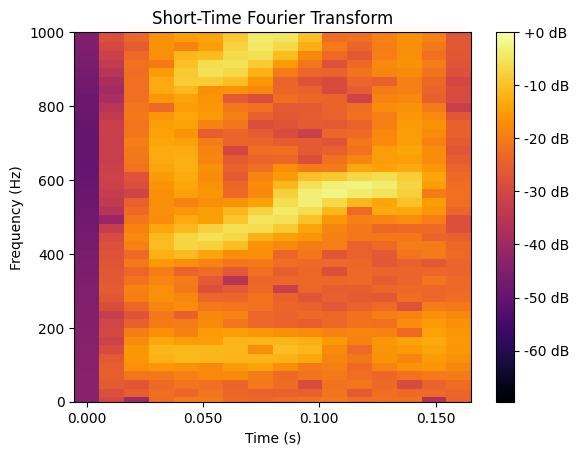 Short-Time Fourier Transform
1000
800
600
400
200
0
Frequency (Hz)
0.000
0.050
0.100
0.150
Time (s)
+0 dB
-10 dB
-20 dB
-30 dB
-40 dB
-50 dB
-60 dB